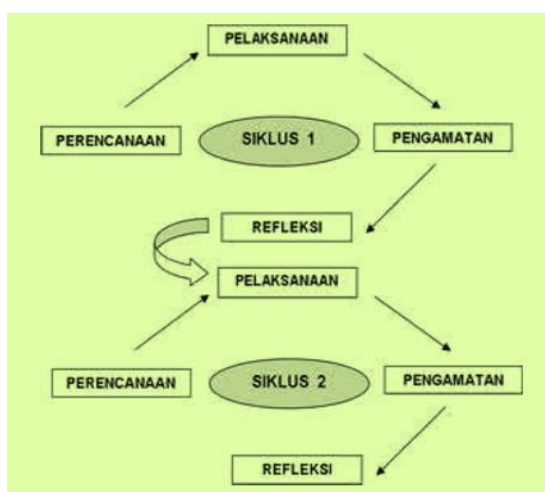 PELAKSANAAN
PERENCANAAN
SIKLUS 1
PENGAMATAN
REFLEKSI
PELAKSANAAN
PERENCANAAN
SIKLUS 2
PENGAMATAN
REFLEKSI